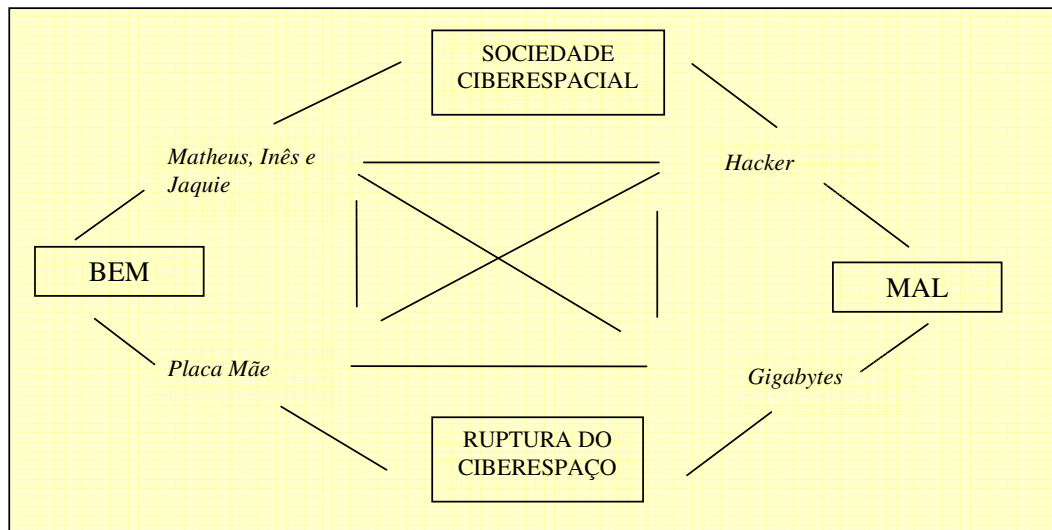 SOCIEDADE
CIBERESPACIAL
Matheus, Inês e
Jaquie
Hacker
BEM
MAL
Placa Mãe
Gigabytes
RUPTURA DO
CIBERESPAÇO